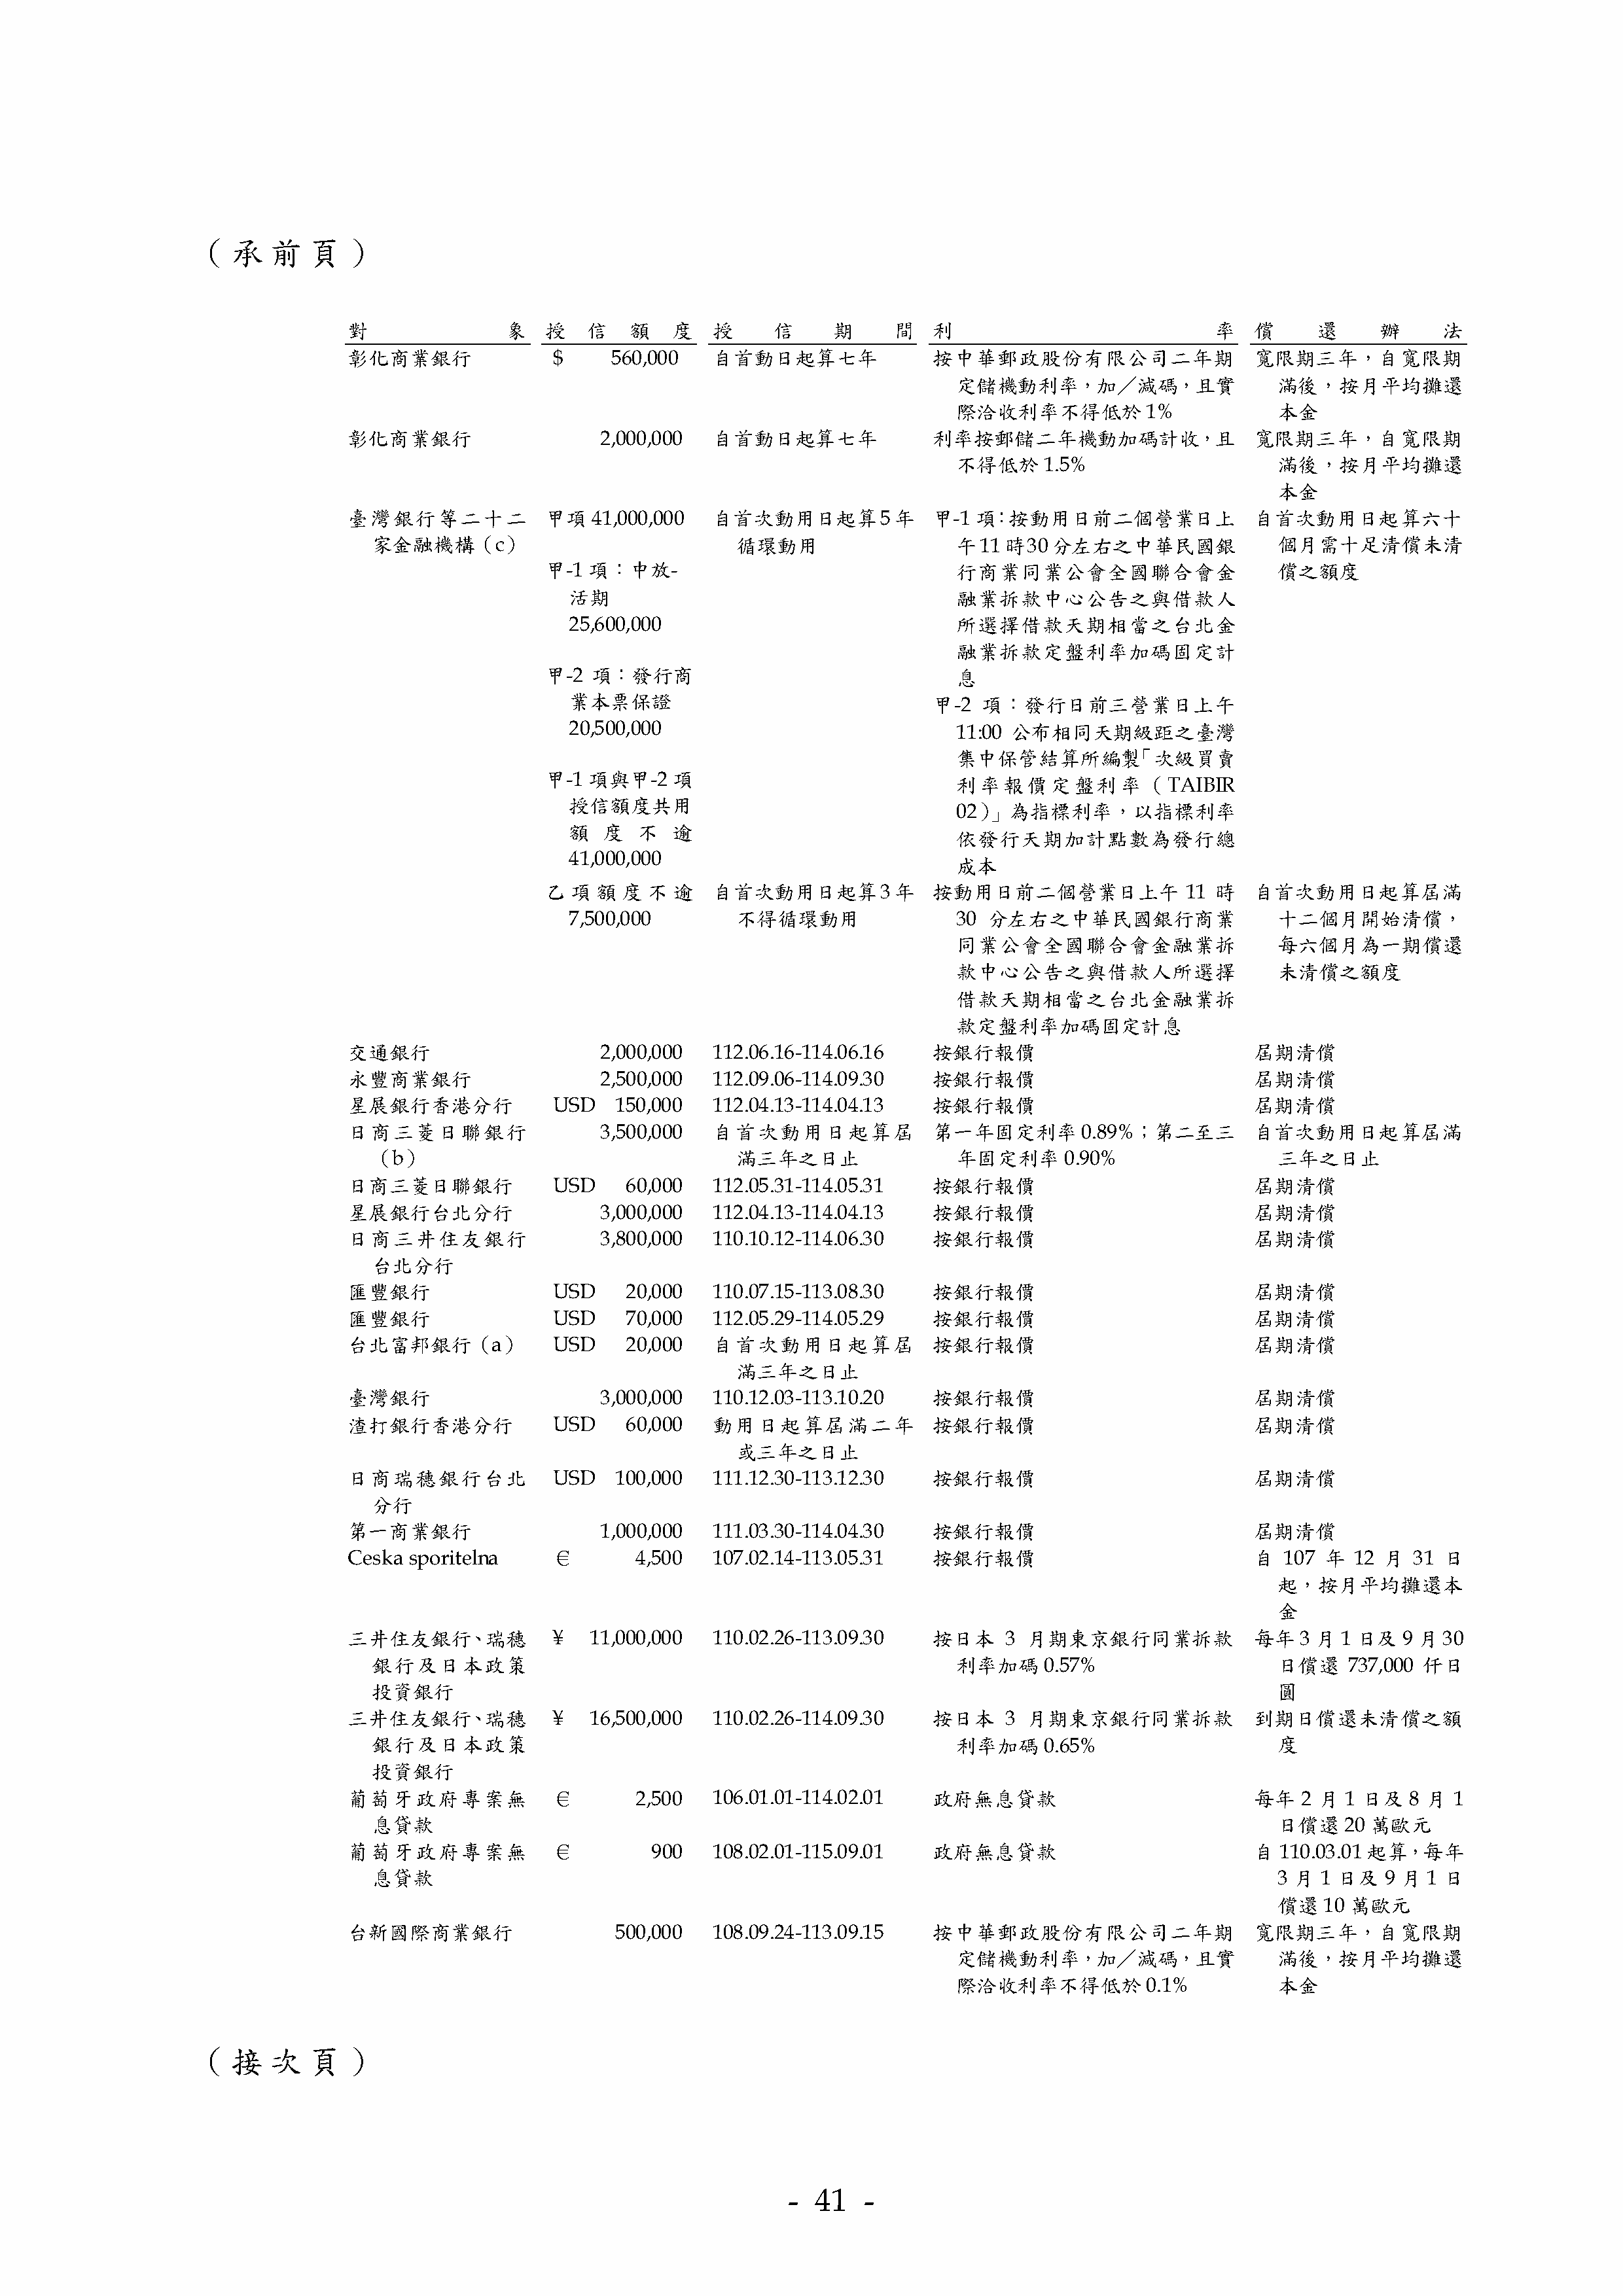 （承前頁）
對象 授信額度 授信期間 利率 償還辦法
彰化商業銀行 $ 560,000 自首動日起算七年 按中華郵政股份有限公司二年期 寬限期三年，自寬限期
定儲機動利率，加／減碼，且實 滿後，按月平均攤還
際洽收利率不得低於1% 本金
彰化商業銀行 2,000,000 自首動日起算七年 利率按郵儲二年機動加碼計收，且 寬限期三年，自寬限期
不得低於1.5% 滿後，按月平均攤還
本金
臺灣銀行等二十二 甲項41,000,000 自首次動用日起算5年 甲-1項：按動用日前二個營業日上 自首次動用日起算六十
家金融機構（c） 循環動用 午11時30分左右之中華民國銀 個月需十足清償未清
甲-1項：中放- 行商業同業公會全國聯合會金 償之額度
活期 融業拆款中心公告之與借款人
25,600,000 所選擇借款天期相當之台北金
融業拆款定盤利率加碼固定計
甲-2 項：發行商 息
業本票保證 甲-2 項：發行日前三營業日上午
20,500,000 11:00 公布相同天期級距之臺灣
集中保管結算所編製「次級買賣
甲-1項與甲-2項 利率報價定盤利率（TAIBIR
授信額度共用 02）」為指標利率，以指標利率
額度不逾 依發行天期加計點數為發行總
41,000,000 成本
乙項額度不逾 自首次動用日起算3年 按動用日前二個營業日上午 11 時 自首次動用日起算屆滿
7,500,000 不得循環動用 30 分左右之中華民國銀行商業 十二個月開始清償，
同業公會全國聯合會金融業拆 每六個月為一期償還
款中心公告之與借款人所選擇 未清償之額度
借款天期相當之台北金融業拆
款定盤利率加碼固定計息
交通銀行 2,000,000 112.06.16-114.06.16 按銀行報價 屆期清償
永豐商業銀行 2,500,000 112.09.06-114.09.30 按銀行報價 屆期清償
星展銀行香港分行 USD 150,000 112.04.13-114.04.13 按銀行報價 屆期清償
日商三菱日聯銀行 3,500,000 自首次動用日起算屆 第一年固定利率0.89%；第二至三 自首次動用日起算屆滿
（b） 滿三年之日止 年固定利率0.90% 三年之日止
日商三菱日聯銀行 USD 60,000 112.05.31-114.05.31 按銀行報價 屆期清償
星展銀行台北分行 3,000,000 112.04.13-114.04.13 按銀行報價 屆期清償
日商三井住友銀行 3,800,000 110.10.12-114.06.30 按銀行報價 屆期清償
台北分行
匯豐銀行 USD 20,000 110.07.15-113.08.30 按銀行報價 屆期清償
匯豐銀行 USD 70,000 112.05.29-114.05.29 按銀行報價 屆期清償
台北富邦銀行（a） USD 20,000 自首次動用日起算屆 按銀行報價 屆期清償
滿三年之日止
臺灣銀行 3,000,000 110.12.03-113.10.20 按銀行報價 屆期清償
渣打銀行香港分行 USD 60,000 動用日起算屆滿二年 按銀行報價 屆期清償
或三年之日止
日商瑞穗銀行台北 USD 100,000 111.12.30-113.12.30 按銀行報價 屆期清償
分行
第一商業銀行 1,000,000 111.03.30-114.04.30 按銀行報價 屆期清償
Ceska sporitelna € 4,500 107.02.14-113.05.31 按銀行報價 自 107 年 12 月 31 日
起，按月平均攤還本
金
三井住友銀行、瑞穗 ¥ 11,000,000 110.02.26-113.09.30 按日本 3 月期東京銀行同業拆款 每年3月1日及9月30
銀行及日本政策 利率加碼0.57% 日償還 737,000 仟日
投資銀行 圓
三井住友銀行、瑞穗 ¥ 16,500,000 110.02.26-114.09.30 按日本 3 月期東京銀行同業拆款 到期日償還未清償之額
銀行及日本政策 利率加碼0.65% 度
投資銀行
葡萄牙政府專案無 € 2,500 106.01.01-114.02.01 政府無息貸款 每年 2 月 1 日及 8 月 1
息貸款 日償還20萬歐元
葡萄牙政府專案無 € 900 108.02.01-115.09.01 政府無息貸款 自110.03.01起算，每年
息貸款 3 月 1 日及 9 月 1 日
償還10萬歐元
台新國際商業銀行 500,000 108.09.24-113.09.15 按中華郵政股份有限公司二年期 寬限期三年，自寬限期
定儲機動利率，加／減碼，且實 滿後，按月平均攤還
際洽收利率不得低於0.1% 本金
（接次頁）
- 41 -